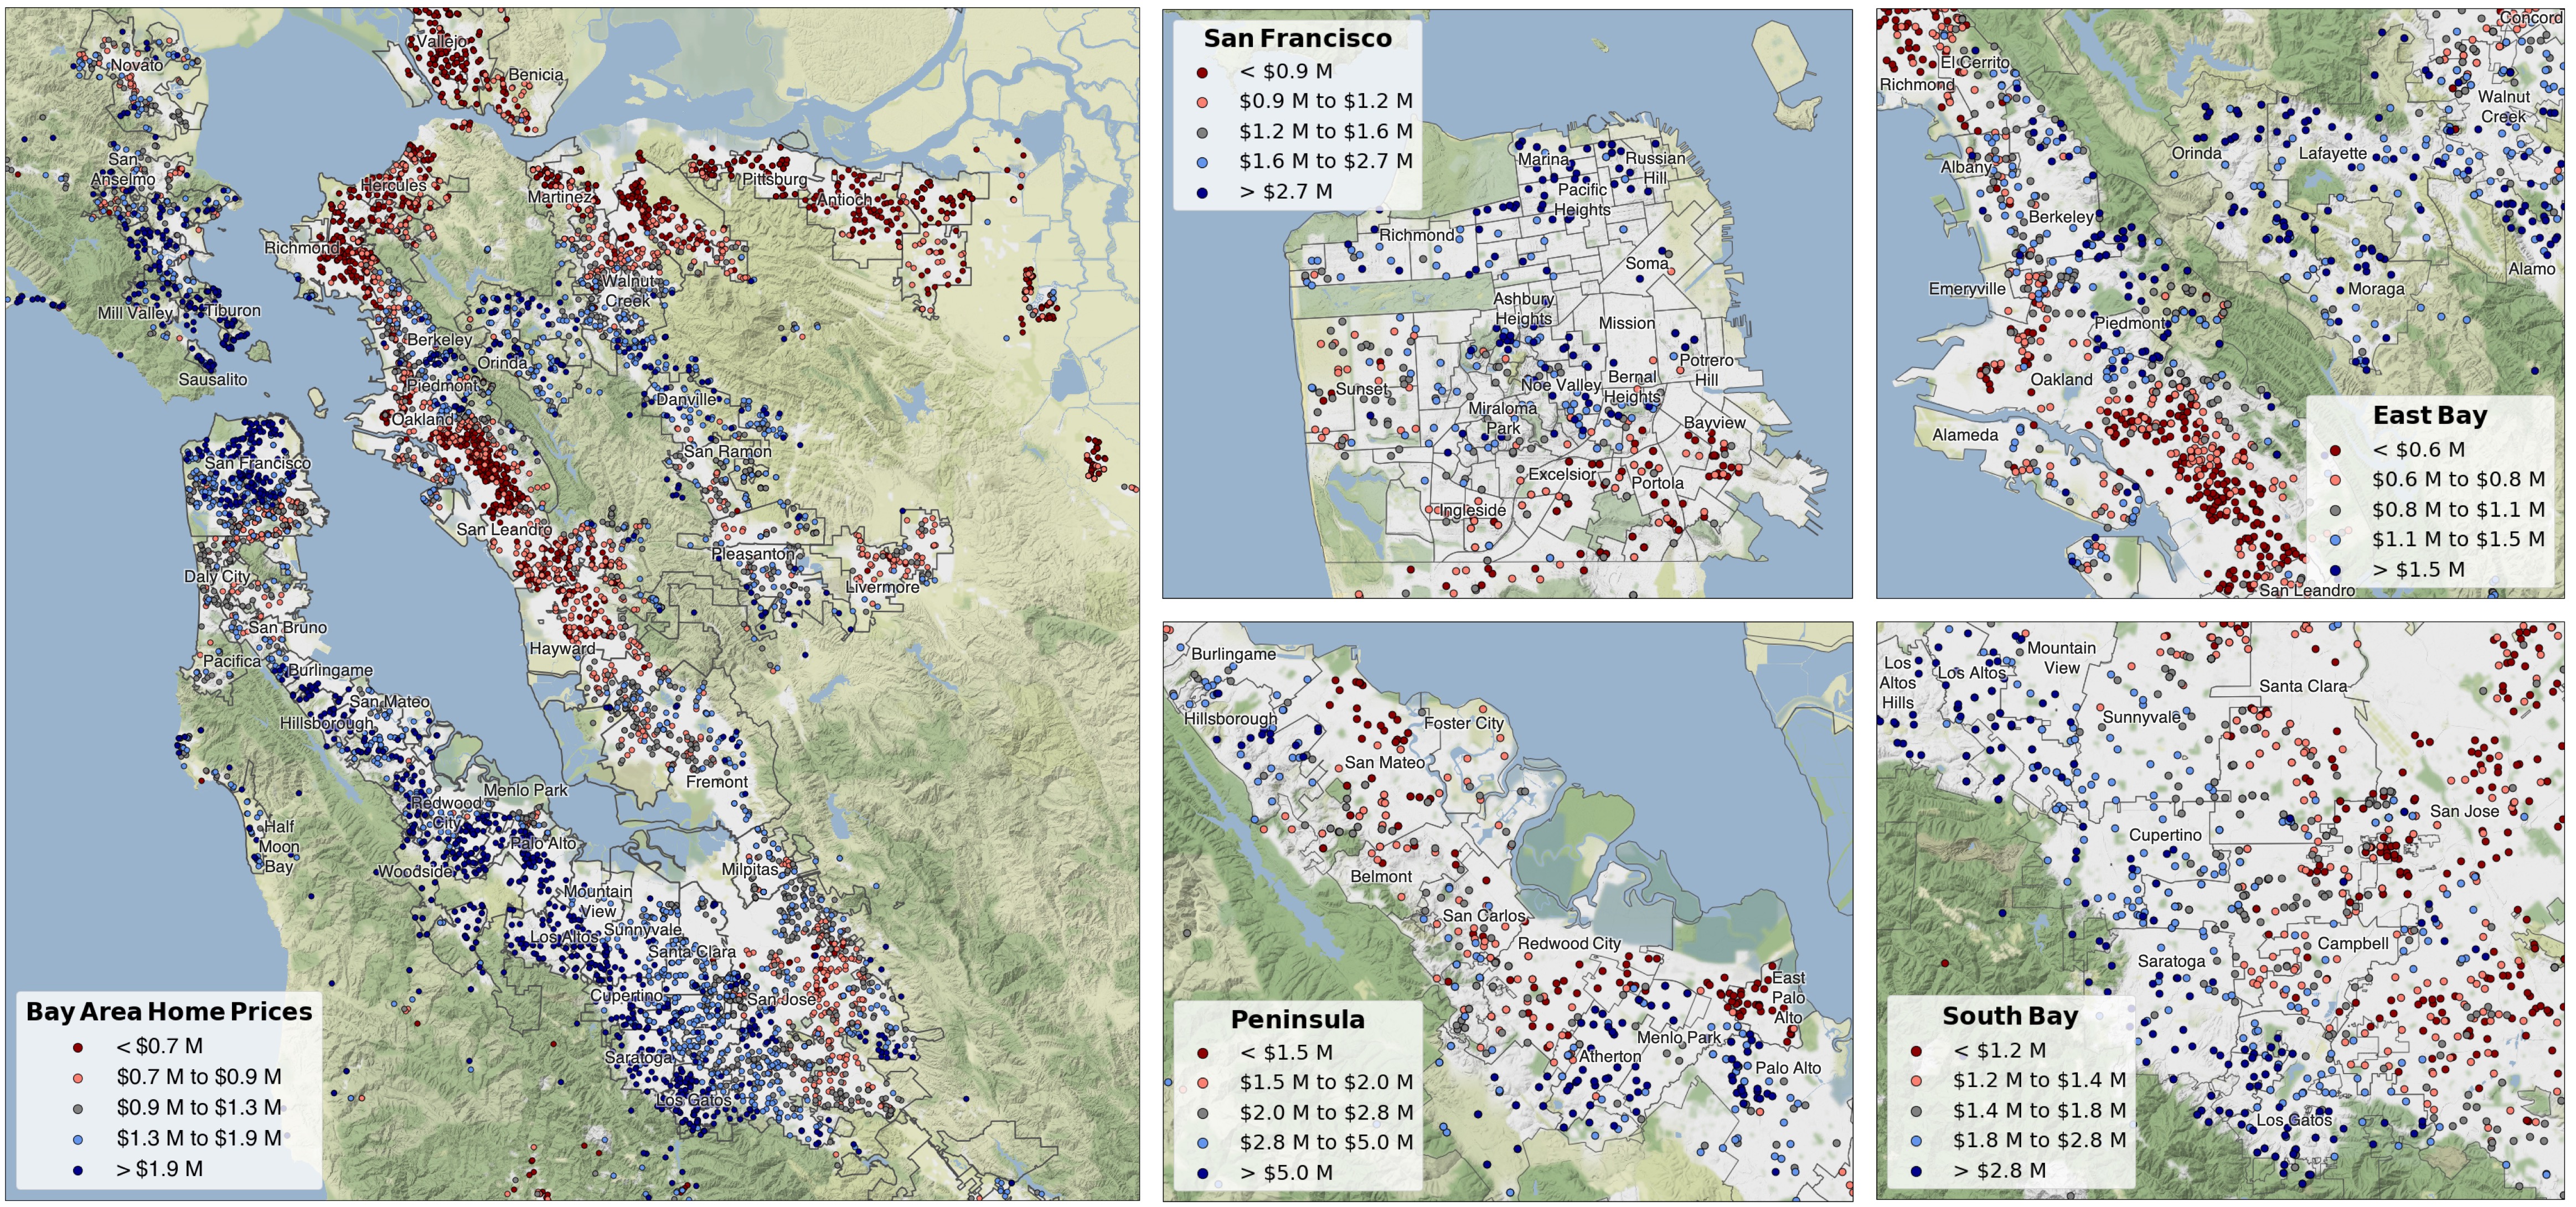 Vallejo
Novato
Benicia
San
Anselmo
Hercules
Martinez
Pittsburg
Antioch
Richmond
Walnut
Creek
Mill Valley
Tiburon
Berkeley
Orinda
Sausalito
Piedmont
Danville
Oakland
San Ramon
San Francisco
San Leandro
Pleasanton
Daly City
Livermore
San Bruno
Hayward
Pacifica
Burlingame
San Mateo
Hillsborough
Fremont
Menlo Park
Redwood
City
Half
Moon
Bay
Palo Alto
Woodside
Milpitas
Mountain
View
Los Altos
Sunnyvale
Santa Clara
Cupertino
San Jose
Saratoga
Los Gatos
Bay Area Home Prices
< $0.7 M
$0.7 M to $0.9 M
$0.9 M to $1.3 M
$1.3 M to $1.9 M
> $1.9 M
San Francisco
< $0.9 M
$0.9 M to $1.2 M
$1.2 M to $1.6 M
$1.6 M to $2.7 M
> $2.7 M
Marina
Russian
Hill
Pacific
Heights
Richmond
Soma
Ashbury
Heights
Mission
Potrero
Hill
Sunset
Noe Valley
Bernal
Heights
Miraloma
Park
Bayview
Excelsior
Portola
Ingleside
Concord
El Cerrito
Richmond
Walnut
Creek
Albany
Orinda
Lafayette
Berkeley
Alamo
Emeryville
Moraga
Piedmont
Oakland
Alameda
San Leandro
East Bay
< $0.6 M
$0.6 M to $0.8 M
$0.8 M to $1.1 M
$1.1 M to $1.5 M
> $1.5 M
Burlingame
Hillsborough
Foster City
San Mateo
Belmont
San Carlos
Redwood City
East
Palo
Alto
Menlo Park
Atherton
Palo Alto
Peninsula
< $1.5 M
$1.5 M to $2.0 M
$2.0 M to $2.8 M
$2.8 M to $5.0 M
> $5.0 M
Los
Altos
Hills
Los Altos
Mountain
View
Santa Clara
Sunnyvale
San Jose
Cupertino
Campbell
Saratoga
Los Gatos
South Bay
< $1.2 M
$1.2 M to $1.4 M
$1.4 M to $1.8 M
$1.8 M to $2.8 M
> $2.8 M